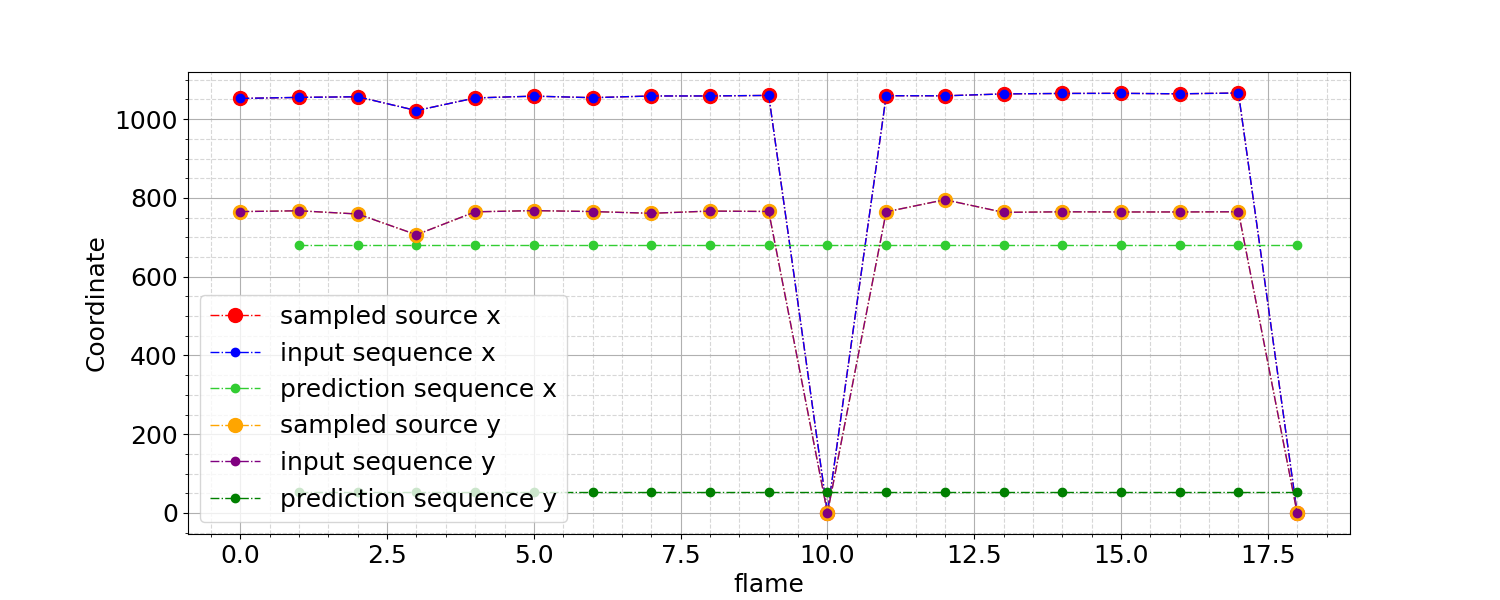 1000
800
600
400
200
0
Coordinate
sampled source x
input sequence x
prediction sequence x
sampled source y
input sequence y
prediction sequence y
0.0 2.5 5.0 7.5 10.0 12.5 15.0 17.5
flame